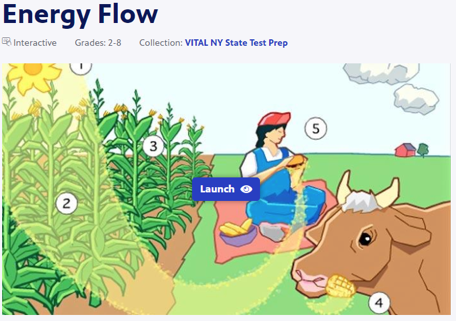 Energy Flow
Interactive Grades: 2-8 Collection: VITAL NY State Test Prep
1
5
3
Launch
2
4